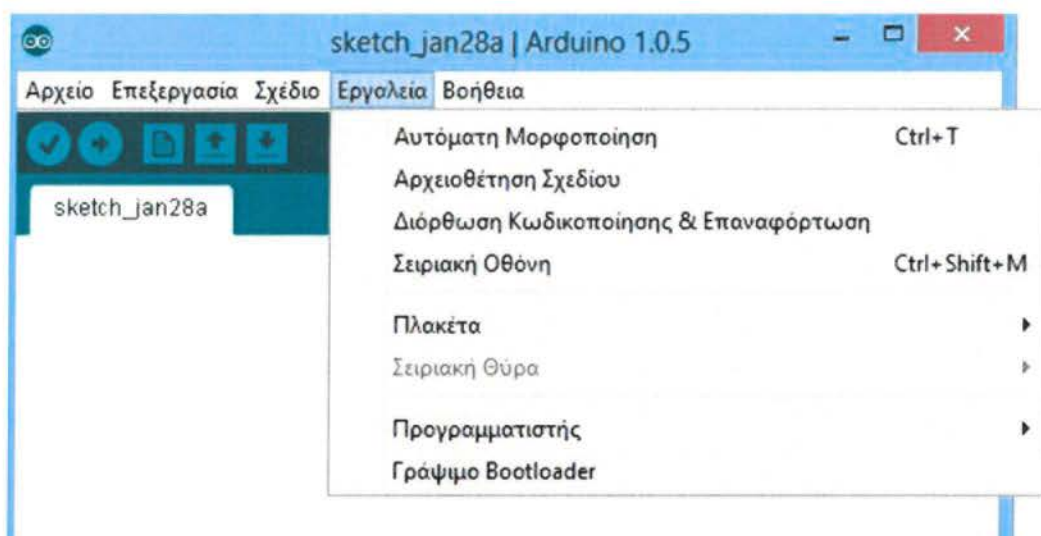 sketch_jan28a | Arduino 1.0.5
Αρχείο Επεξεργασία Σχέδιο Εργαλεία Βοήθεια
sketch_jan28a
Αυτόματη Μορφοποίηση Ctrl+T
Αρχειοθέτηση Σχεδίου
Διόρθωση Κωδικοποίησης & Επαναφόρτωση
Σειριακή Οθόνη Ctrl+Shift+M
Πλακέτα
Σειριακή Θύρα
Προγραμματιστής
Γράψιμο Bootloader